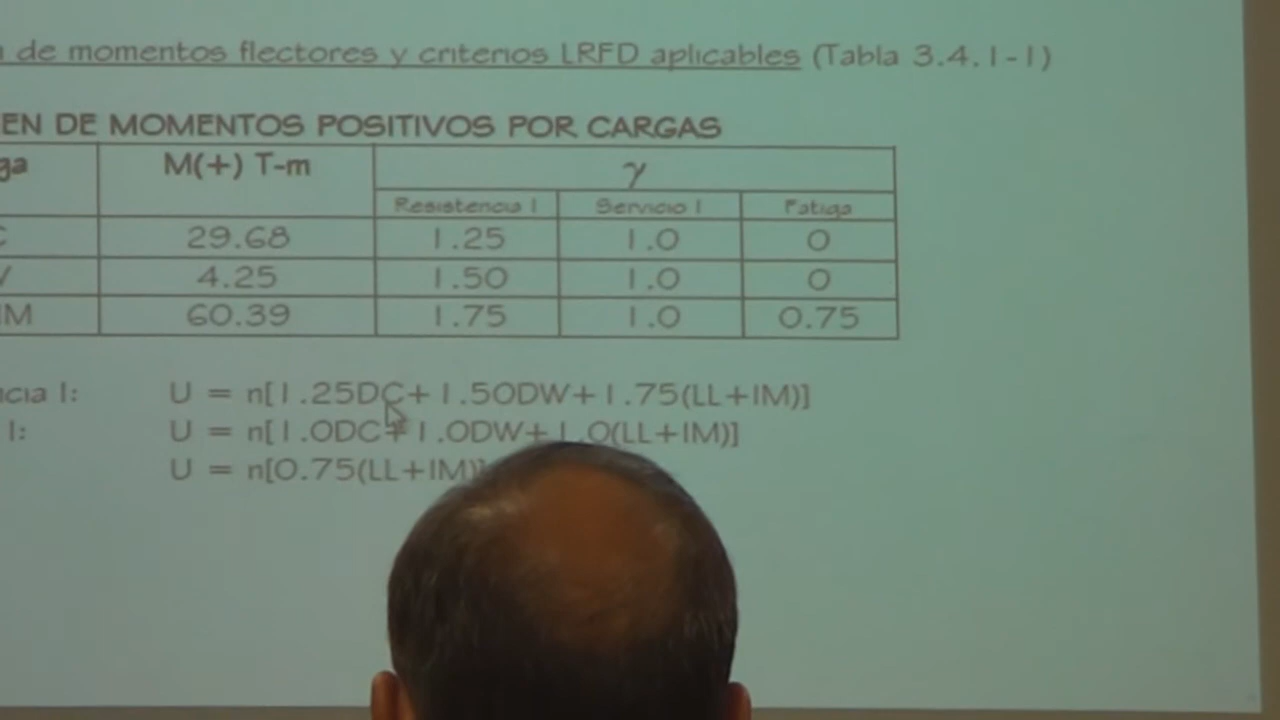 de momentos flectores y criterios LRFD aplicables (Tabla 3.4.1-1)
EN DE MOMENTOS POSITIVOS POR CARGAS
ga M(+) T-m γ
Resistencia I Servicio I Fatiga
29.68 1.25 1.0 0
4.25 1.50 1.0 0
IM 60.39 1.75 1.0 0.75
ncia I: U = n[1.25DC+1.50DW+1.75(LL+IM)]
I: U = n[1.0DC+1.0DW+1.0(LL+IM)]
U = n[0.75(LL+IM)]